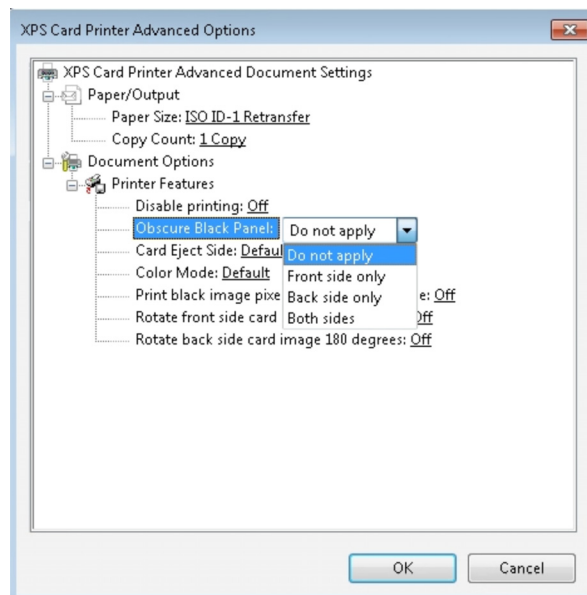 XPS Card Printer Advanced Options
XPS Card Printer Advanced Document Settings
Paper/Output
Paper Size: ISO ID-1 Retransfer
Copy Count: 1 Copy
Document Options
Printer Features
Disable printing: Off
Obscure Black Panel: Do not apply
Card Eject Side: Do not apply
Color Mode: Default Front side only
Print black image Back side only Off
Rotate front side card Both sides
Rotate back side card image 180 degrees: Off
OK Cancel